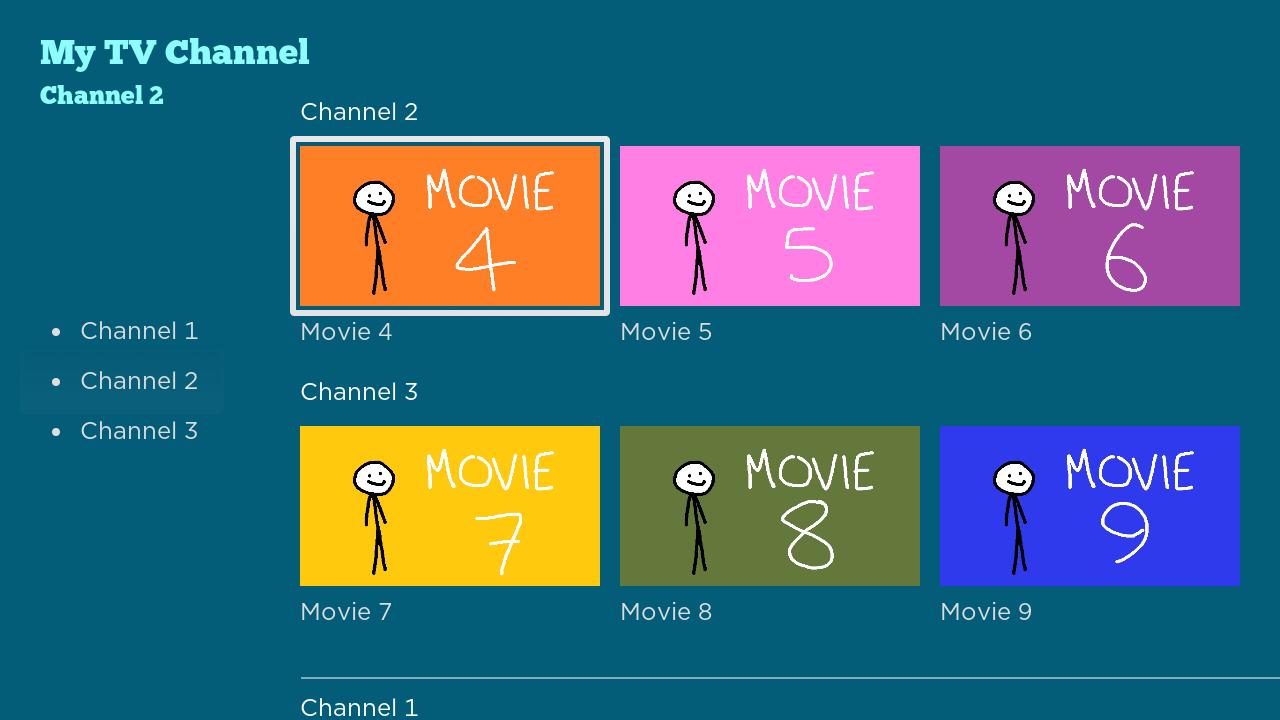 My TV Channel
Channel 2
Channel 2
MOVIE MOVIE MOVIE
4 5 6
Movie 4 Movie 5 Movie 6
• Channel 1
• Channel 2
• Channel 3
Channel 3
MOVIE MOVIE MOVIE
7 8 9
Movie 7 Movie 8 Movie 9
Channel 1